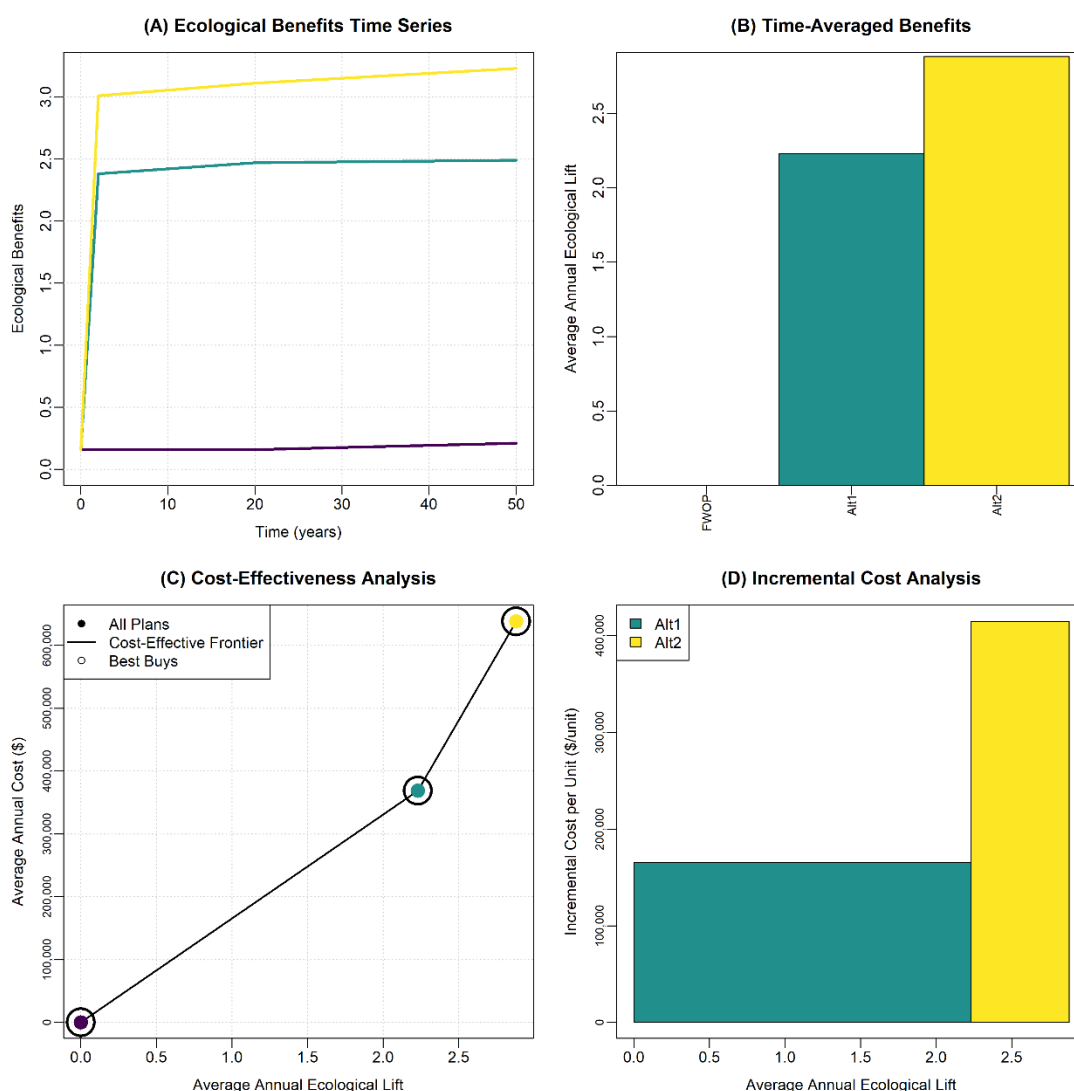 (A) Ecological Benefits Time Series
Ecological Benefits
0.0 0.5 1.0 1.5 2.0 2.5 3.0
0 10 20 30 40 50
Time (years)
(B) Time-Averaged Benefits
Average Annual Ecological Lift
0.0 0.5 1.0 1.5 2.0 2.5
FWOP
Alt1
Alt2
(C) Cost-Effectiveness Analysis
All Plans
Cost-Effective Frontier
Best Buys
Average Annual Cost ($)
0 100,000 200,000 300,000 400,000 500,000 600,000
0.0 0.5 1.0 1.5 2.0 2.5
Average Annual Ecological Lift
(D) Incremental Cost Analysis
Alt1
Alt2
Incremental Cost per Unit ($/unit)
0 100,000 200,000 300,000 400,000
0.0 0.5 1.0 1.5 2.0 2.5
Average Annual Ecological Lift